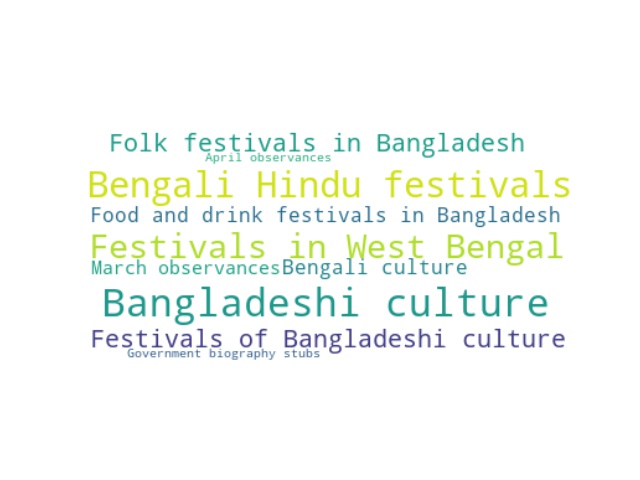 Folk festivals in Bangladesh
April observances
Bengali Hindu festivals
Food and drink festivals in Bangladesh
Festivals in West Bengal
March observances Bengali culture
Bangladeshi culture
Festivals of Bangladeshi culture
Government biography stubs